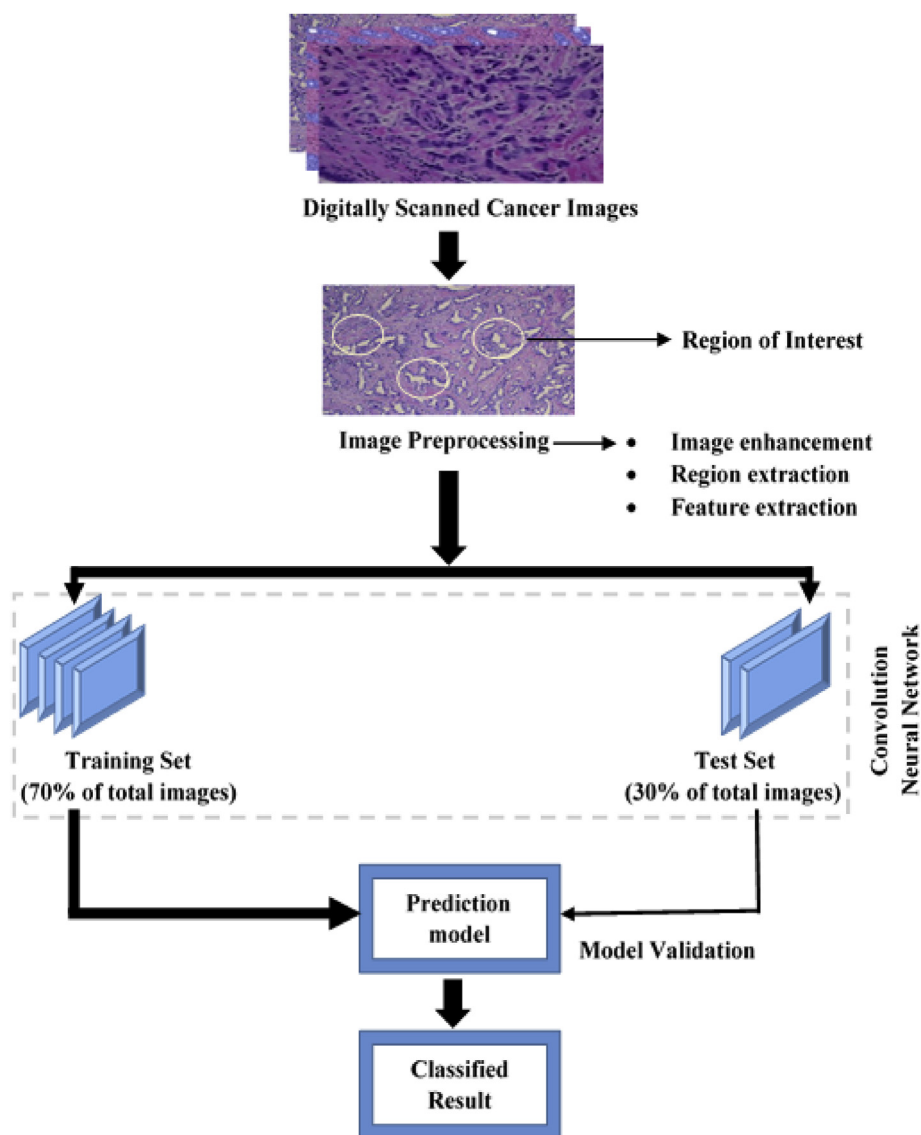 Digitally Scanned Cancer Images
Region of Interest
Image Preprocessing
• Image enhancement
• Region extraction
• Feature extraction
Convolution
Neural Network
Training Set
(70% of total images)
Test Set
(30% of total images)
Prediction
model
Model Validation
Classified
Result